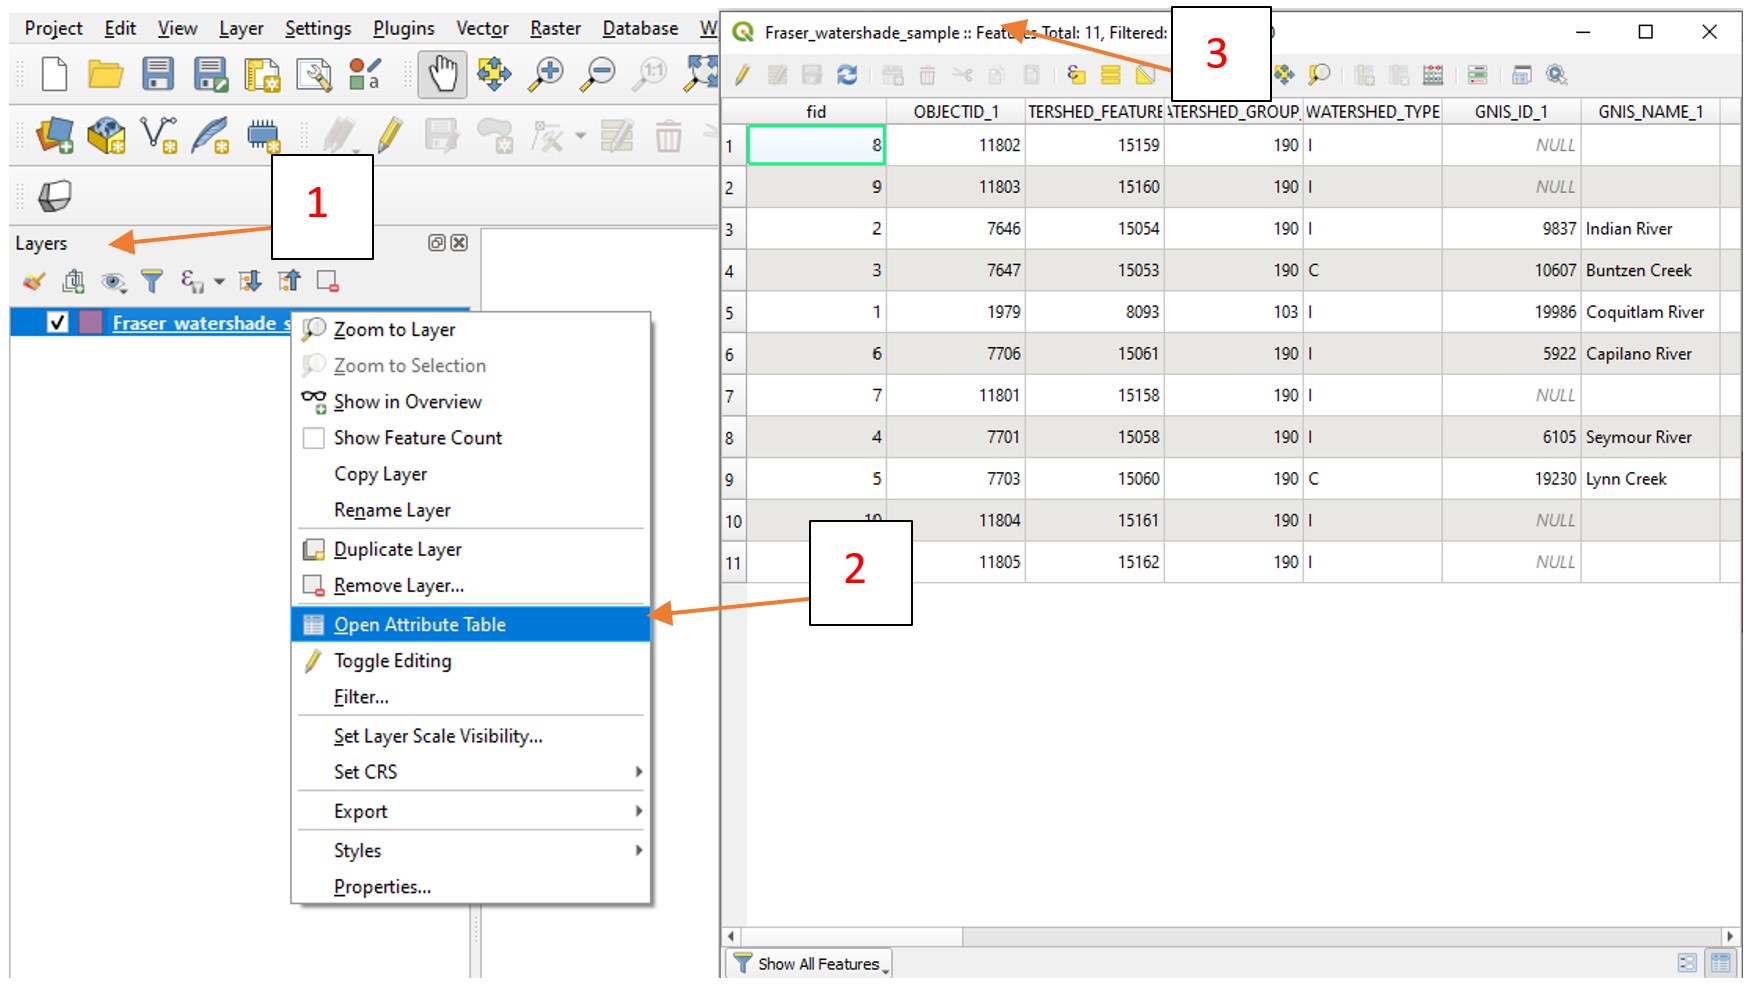 Project Edit View Layer Settings Plugins Vector Raster Database W
1
Layers
Fraser_watershade_s
Zoom to Layer
Zoom to Selection
Show in Overview
Show Feature Count
Copy Layer
Rename Layer
Duplicate Layer
Remove Layer...
Open Attribute Table
Toggle Editing
Filter...
Set Layer Scale Visibility...
Set CRS
Export
Styles
Properties...
2
Fraser_watershade_sample :: Features Total: 11, Filtered:
3
fid OBJECTID_1 TERSHED_FEATURE ATERSHED_GROUP_ WATERSHED_TYPE GNIS_ID_1 GNIS_NAME_1
1 8 11802 15159 190 I NULL
2 9 11803 15160 190 I NULL
3 2 7646 15054 190 I 9837 Indian River
4 3 7647 15053 190 C 10607 Buntzen Creek
5 1 1979 8093 103 I 19986 Coquitlam River
6 6 7706 15061 190 I 5922 Capilano River
7 7 11801 15158 190 I NULL
8 4 7701 15058 190 I 6105 Seymour River
9 5 7703 15060 190 C 19230 Lynn Creek
10 10 11804 15161 190 I NULL
11 11805 15162 190 I NULL
Show All Features